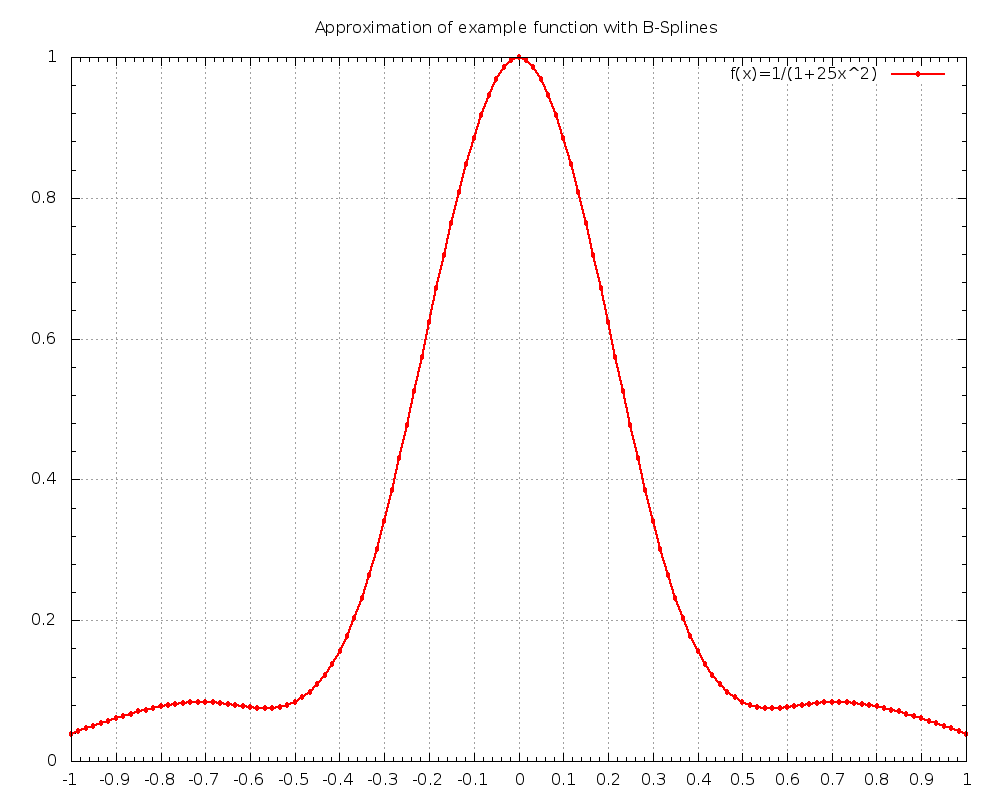 Approximation of example function with B-Splines
f(x)=1/(1+25x^2)
1
0.8
0.6
0.4
0.2
0
-1 -0.9 -0.8 -0.7 -0.6 -0.5 -0.4 -0.3 -0.2 -0.1 0 0.1 0.2 0.3 0.4 0.5 0.6 0.7 0.8 0.9 1